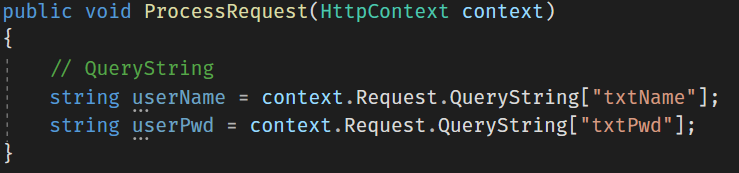 public void ProcessRequest(HttpContext context)
{
// QueryString
string userName = context.Request.QueryString["txtName"];
string userPwd = context.Request.QueryString["txtPwd"];
}